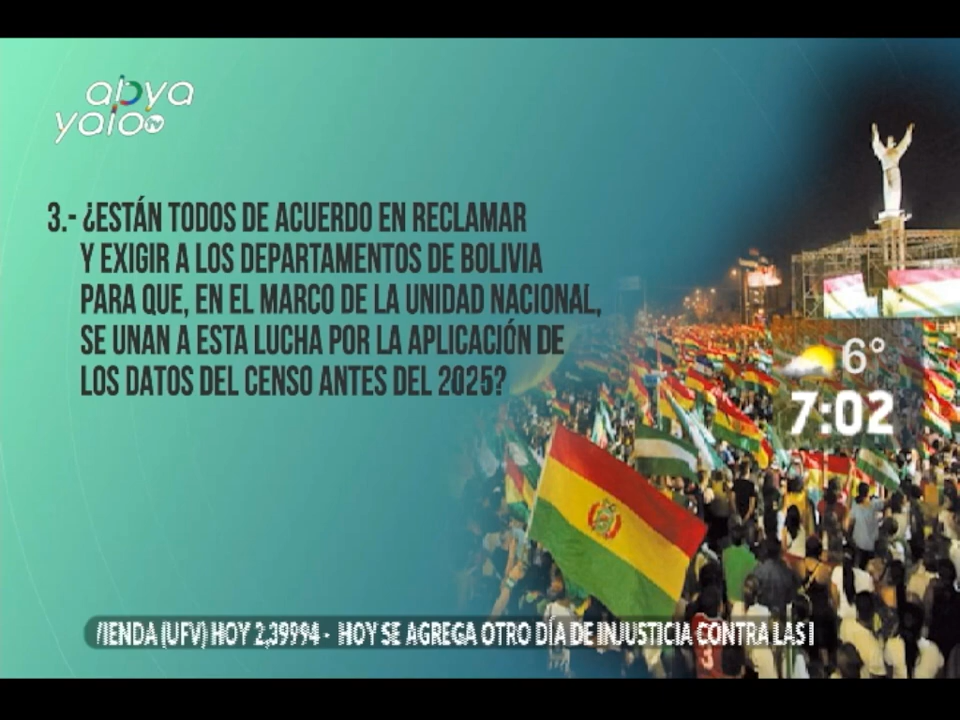 abya
yala TV
3.- ¿ESTÁN TODOS DE ACUERDO EN RECLAMAR
Y EXIGIR A LOS DEPARTAMENTOS DE BOLIVIA
PARA QUE, EN EL MARCO DE LA UNIDAD NACIONAL,
SE UNAN A ESTA LUCHA POR LA APLICACIÓN DE
LOS DATOS DEL CENSO ANTES DEL 2025?
6°
7:02
VIENDA (UFV) HOY 2,39994 - HOY SE AGREGA OTRO DÍA DE INJUSTICIA CONTRA LAS